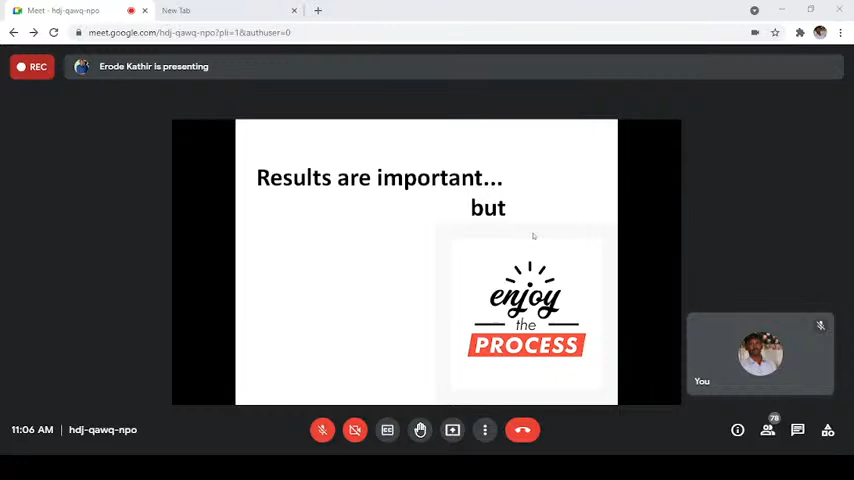 Meet - hdj-qawq-npo
New Tab
meet.google.com/hdj-qawq-npo?pli=1&authuser=0
REC
Erode Kathir is presenting
Results are important...
but
enjoy
the
PROCESS
You
11:06 AM | hdj-qawq-npo
CC
78